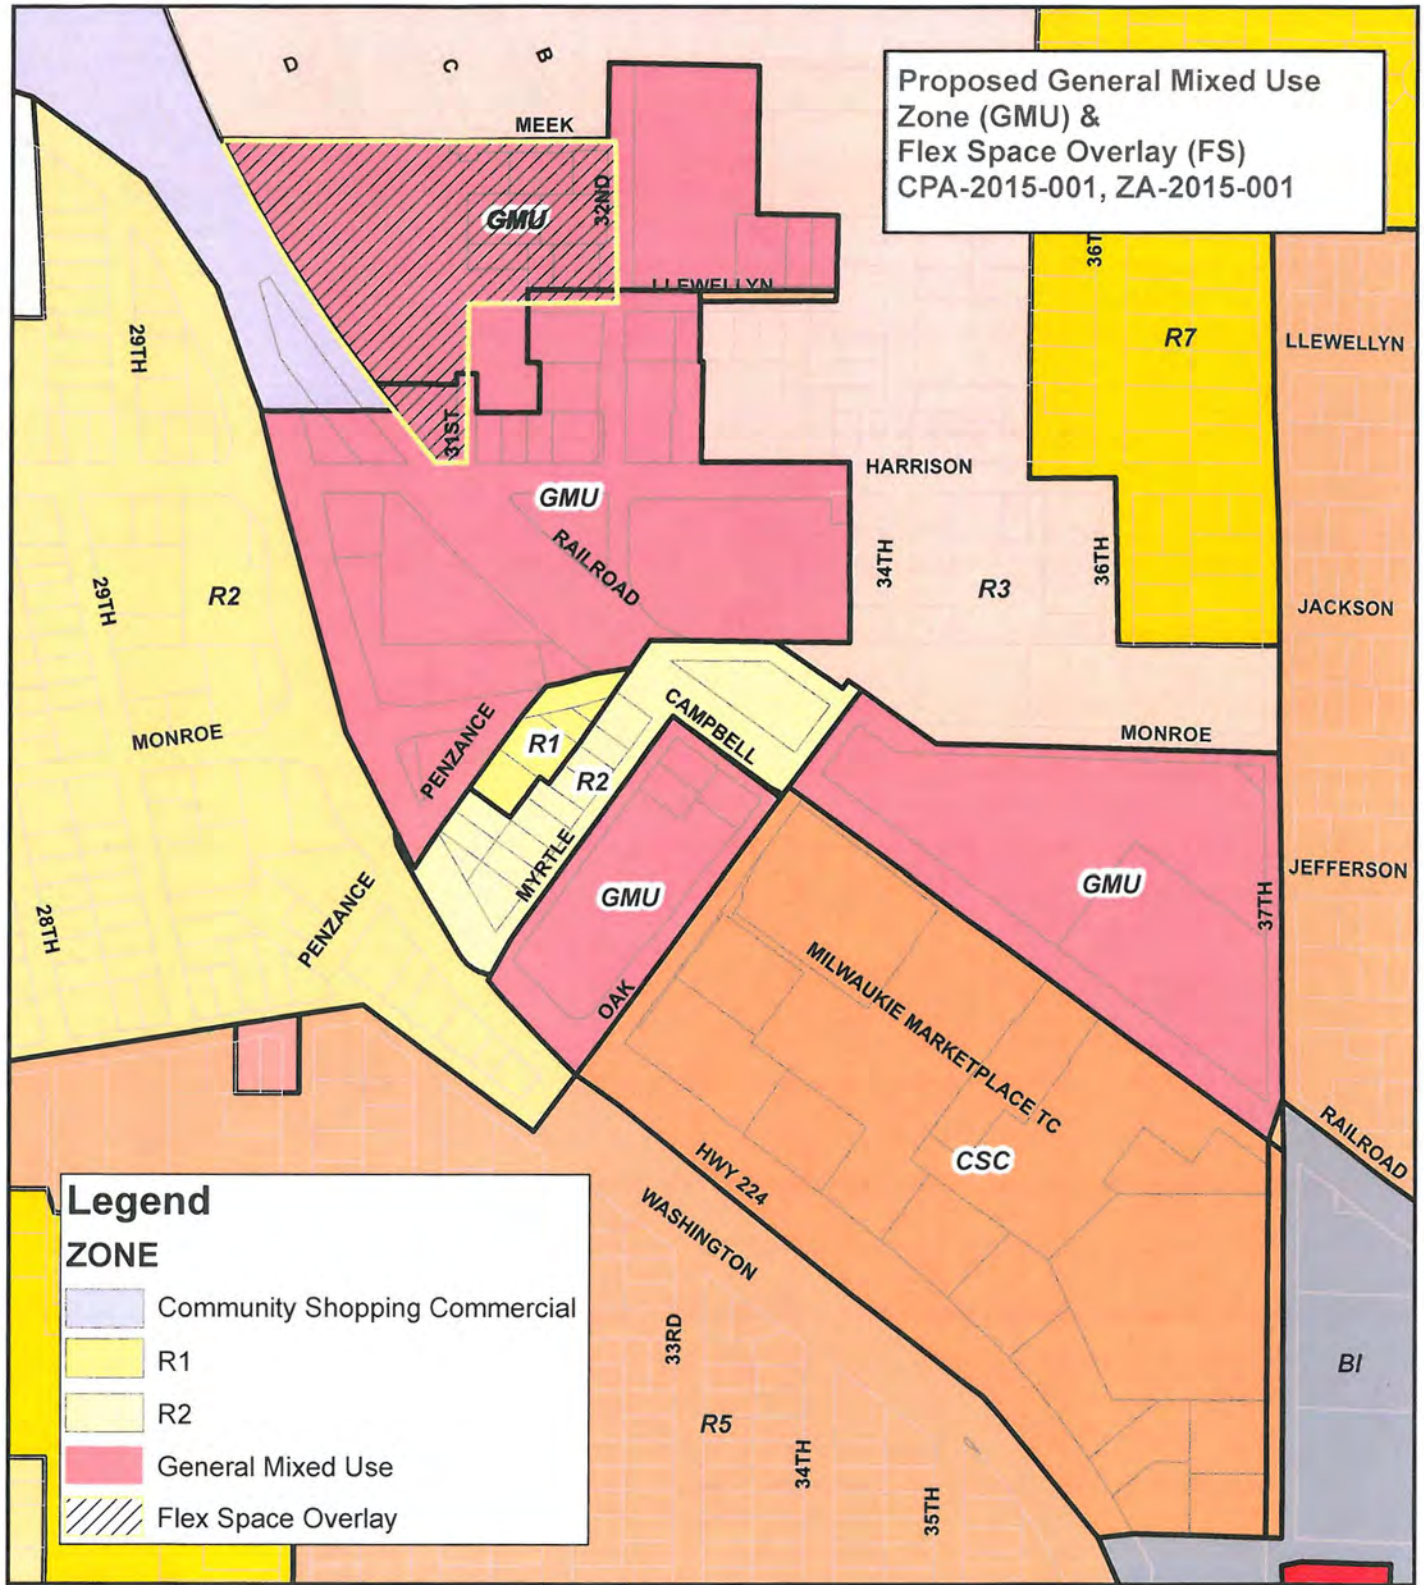 Proposed General Mixed Use
Zone (GMU) &
Flex Space Overlay (FS)
CPA-2015-001, ZA-2015-001
D
C
B
MEEK
32ND
GMU
LLEWELLYN
36T
R7
LLEWELLYN
29TH
31ST
HARRISON
GMU
RAILROAD
34TH
36TH
R3
29TH
R2
JACKSON
MONROE
PENZANCE
CAMPBELL
R1
R2
MONROE
MYRTLE
GMU
GMU
JEFFERSON
37TH
28TH
PENZANCE
OAK
MILWAUKIE MARKETPLACE TC
CSC
RAILROAD
HWY 224
WASHINGTON
33RD
R5
34TH
35TH
BI
Legend
ZONE
Community Shopping Commercial
R1
R2
General Mixed Use
Flex Space Overlay